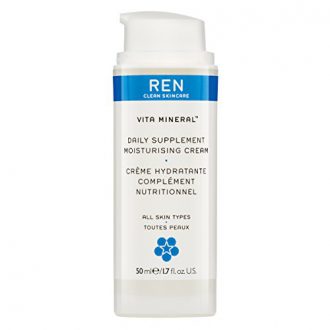 REN
CLEAN SKINCARE
VITA MINERAL™
DAILY SUPPLEMENT
MOISTURISING CREAM
CRÈME HYDRATANTE
COMPLÉMENT
NUTRITIONNEL
ALL SKIN TYPES
TOUTES PEAUX
50 ml ℮/1.7 fl. oz. U.S.